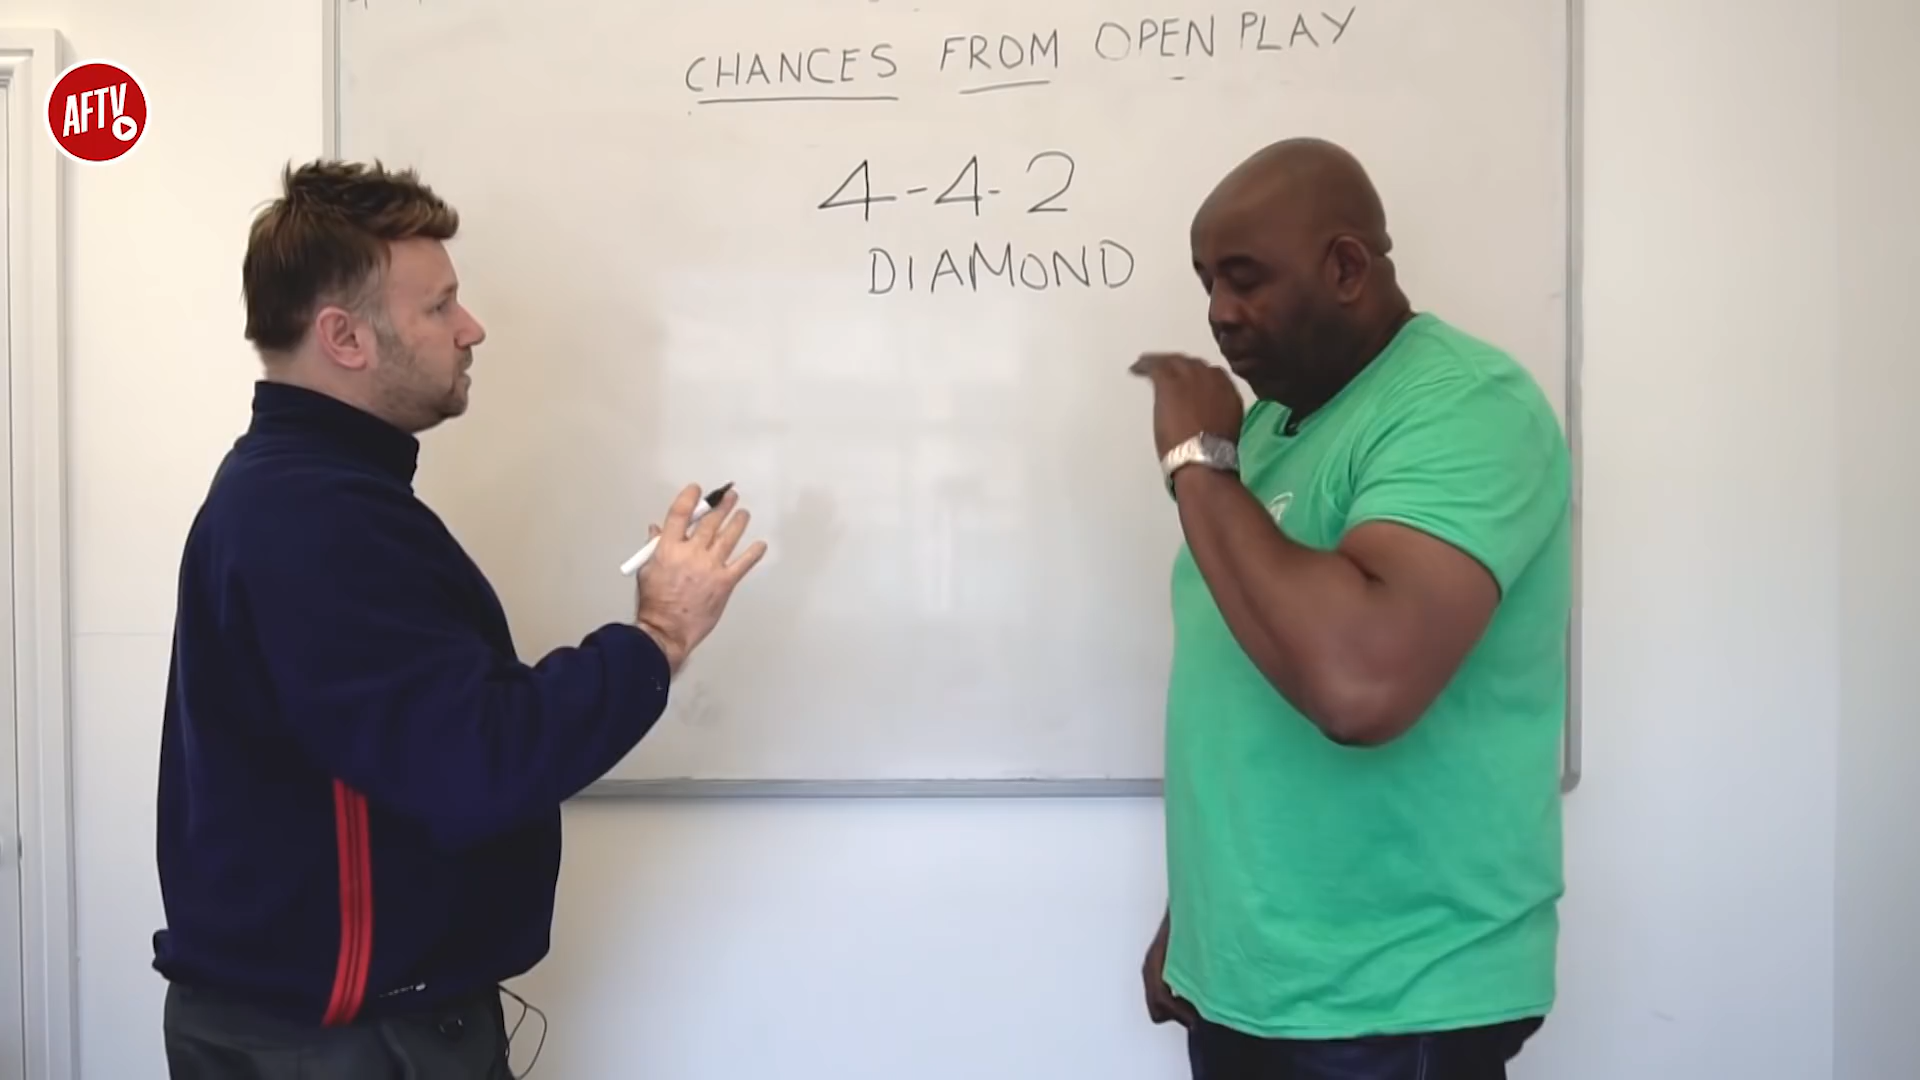 AFTV
CHANCES FROM OPEN PLAY
4-4-2
DIAMOND